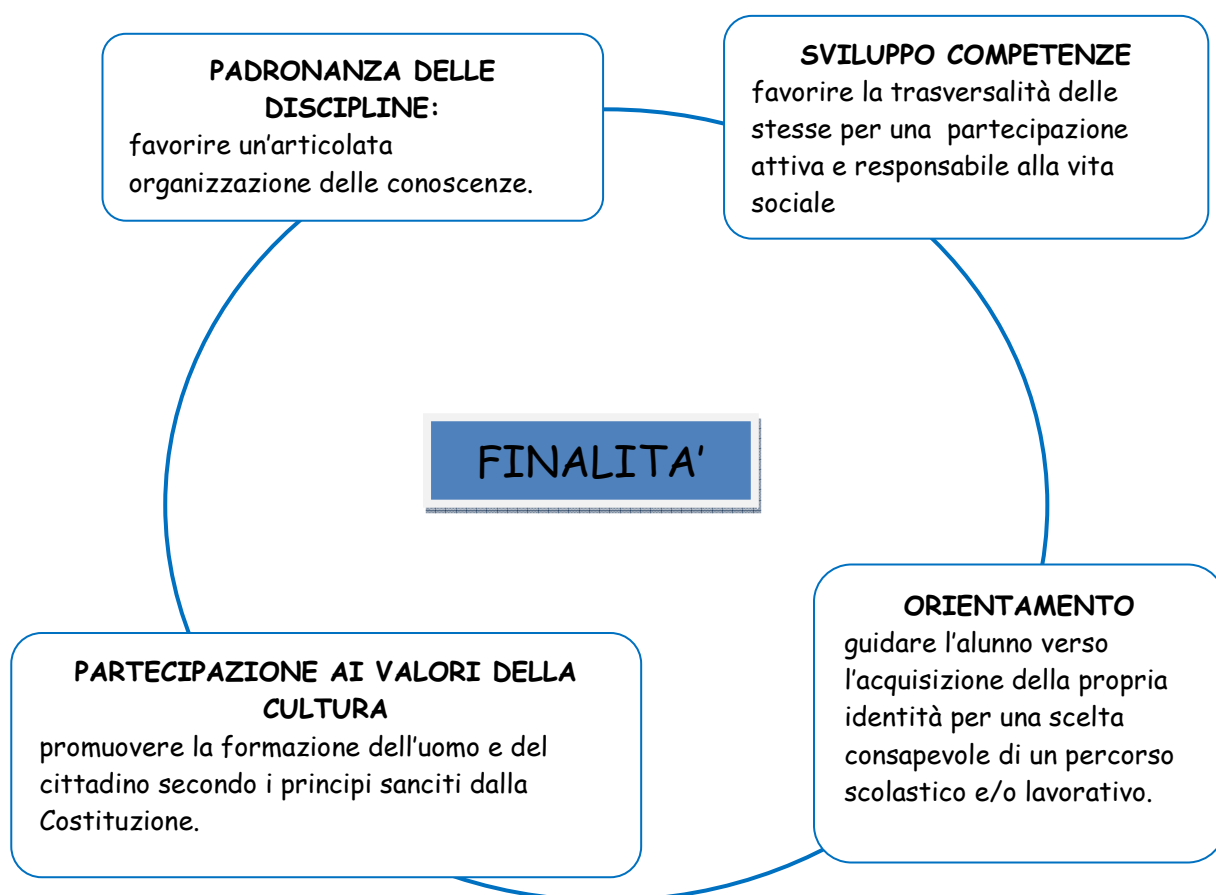 PADRONANZA DELLE
DISCIPLINE:
favorire un’articolata
organizzazione delle conoscenze.
SVILUPPO COMPETENZE
favorire la trasversalità delle
stesse per una partecipazione
attiva e responsabile alla vita
sociale
FINALITA’
PARTECIPAZIONE AI VALORI DELLA
CULTURA
promuovere la formazione dell’uomo e del
cittadino secondo i principi sanciti dalla
Costituzione.
ORIENTAMENTO
guidare l’alunno verso
l’acquisizione della propria
identità per una scelta
consapevole di un percorso
scolastico e/o lavorativo.